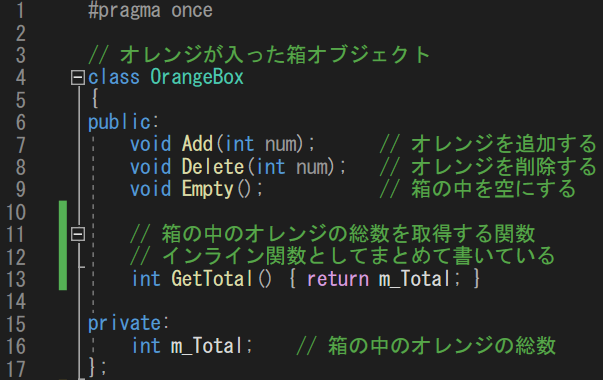 1 #pragma once
2
3 // オレンジが入った箱オブジェクト
4 class OrangeBox
5 {
6 public:
7 void Add(int num); // オレンジを追加する
8 void Delete(int num); // オレンジを削除する
9 void Empty(); // 箱の中を空にする
10
11 // 箱の中のオレンジの総数を取得する関数
12 // インライン関数としてまとめて書いている
13 int GetTotal() { return m_Total; }
14
15 private:
16 int m_Total; // 箱の中のオレンジの総数
17 };